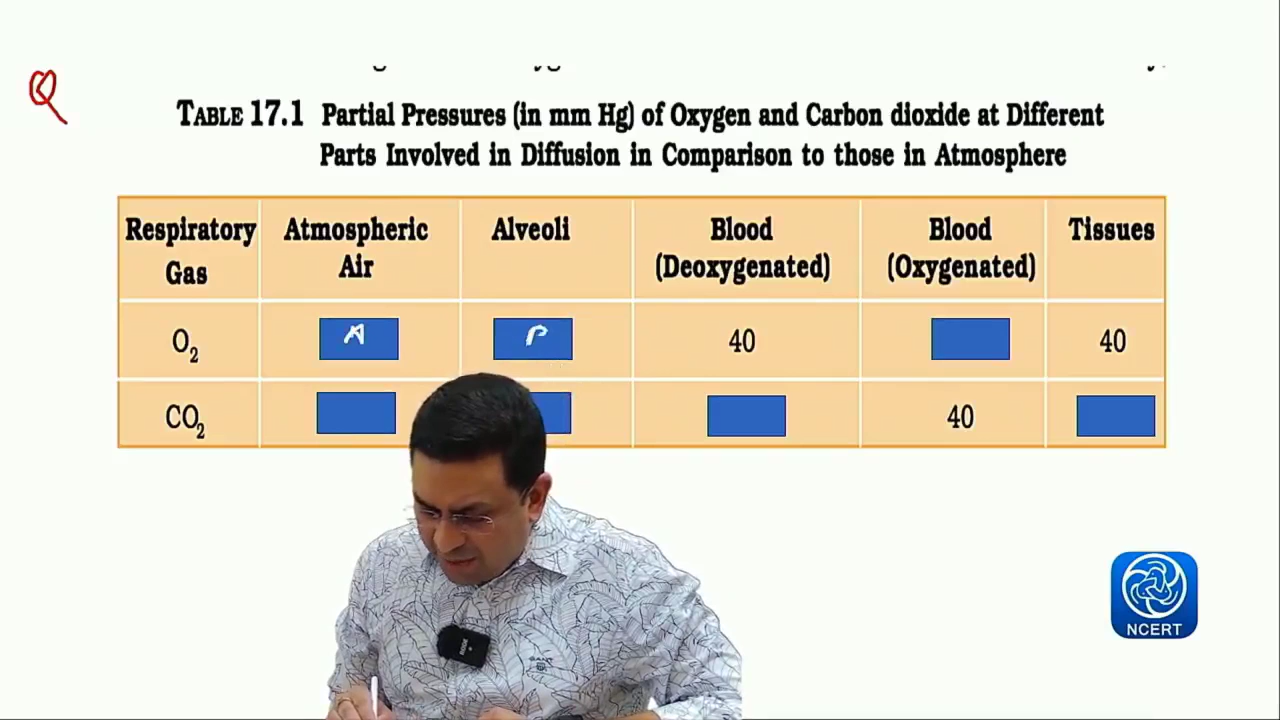 Q
TABLE 17.1 Partial Pressures (in mm Hg) of Oxygen and Carbon dioxide at Different
Parts Involved in Diffusion in Comparison to those in Atmosphere
Respiratory Gas Atmospheric Air Alveoli Blood (Deoxygenated) Blood (Oxygenated) Tissues
O₂ A 40 40
CO₂ 40
NCERT